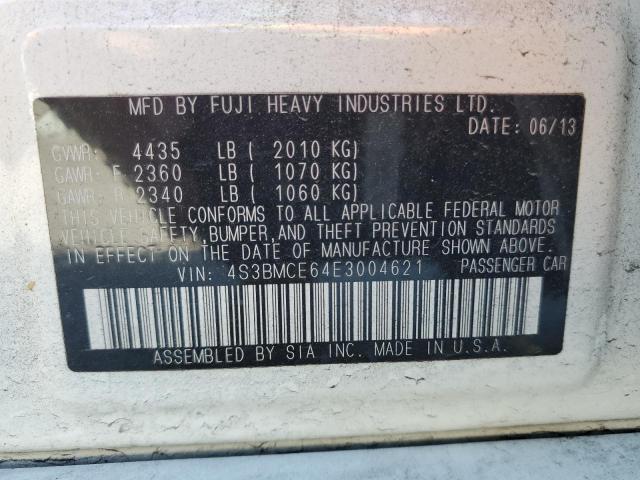 MFD BY FUJI HEAVY INDUSTRIES LTD.
DATE: 06/13
GVWR: 4435 LB ( 2010 KG)
GAWR: F 2360 LB ( 1070 KG)
GAWR: R 2340 LB ( 1060 KG)
THIS VEHICLE CONFORMS TO ALL APPLICABLE FEDERAL MOTOR
VEHICLE SAFETY, BUMPER, AND THEFT PREVENTION STANDARDS
IN EFFECT ON THE DATE OF MANUFACTURE SHOWN ABOVE.
VIN: 4S3BMCE64E3004621 PASSENGER CAR
ASSEMBLED BY SIA INC. MADE IN U.S.A.